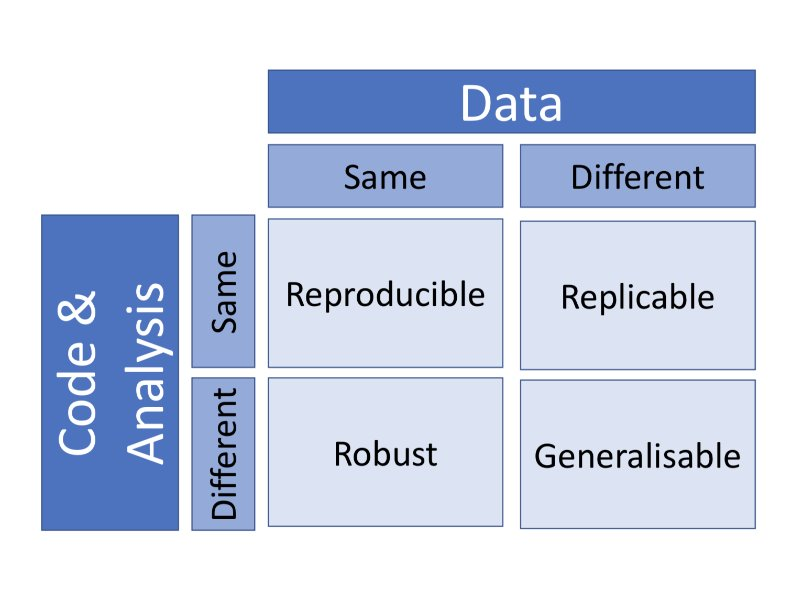 Data
Same
Different
Code &
Analysis
Same
Reproducible
Replicable
Different
Robust
Generalisable